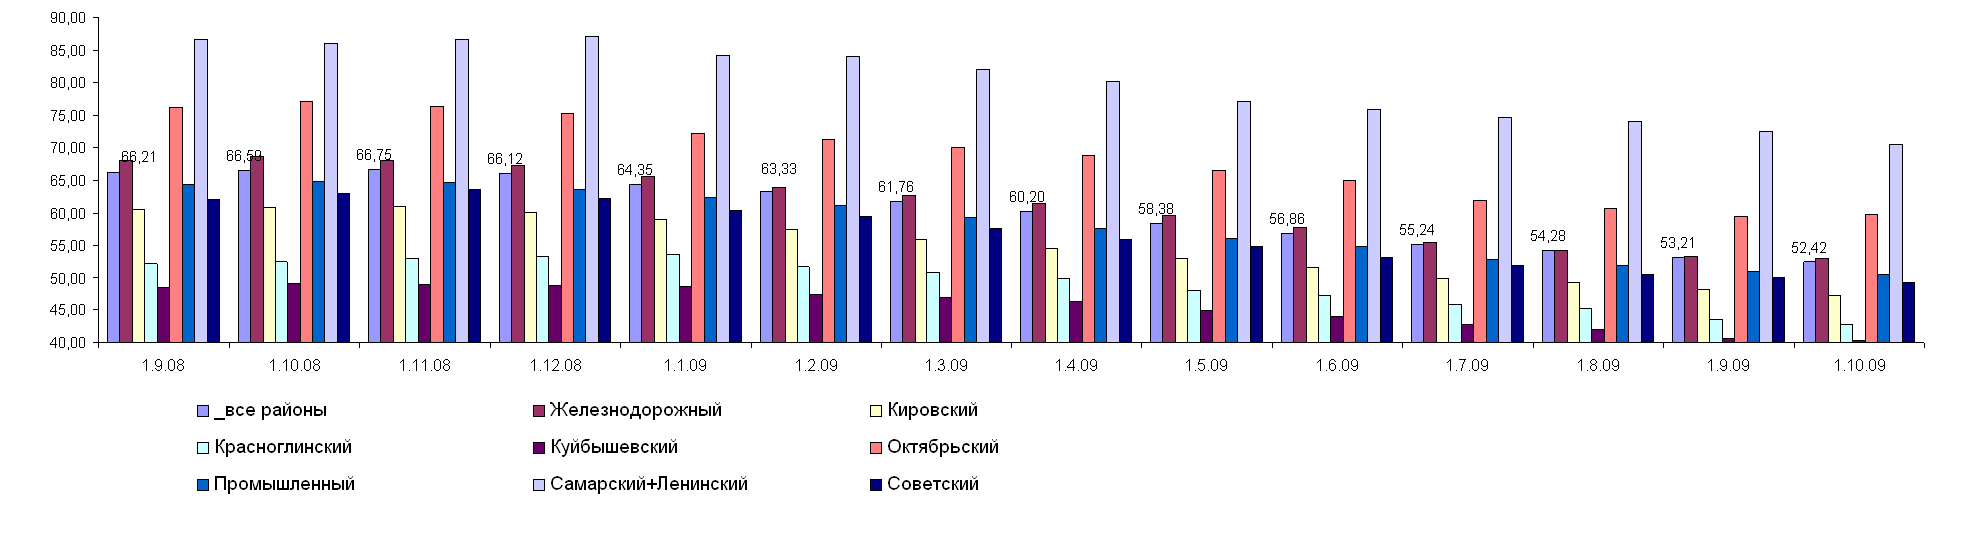 90,00
85,00
80,00
75,00
70,00
65,00
60,00
55,00
50,00
45,00
40,00
66,21 66,59 66,75 66,12 64,35 63,33 61,76 60,20 58,38 56,86 55,24 54,28 53,21 52,42
1.9.08 1.10.08 1.11.08 1.12.08 1.1.09 1.2.09 1.3.09 1.4.09 1.5.09 1.6.09 1.7.09 1.8.09 1.9.09 1.10.09
_все районы Железнодорожный Кировский
Красноглинский Куйбышевский Октябрьский
Промышленный Самарский+Ленинский Советский